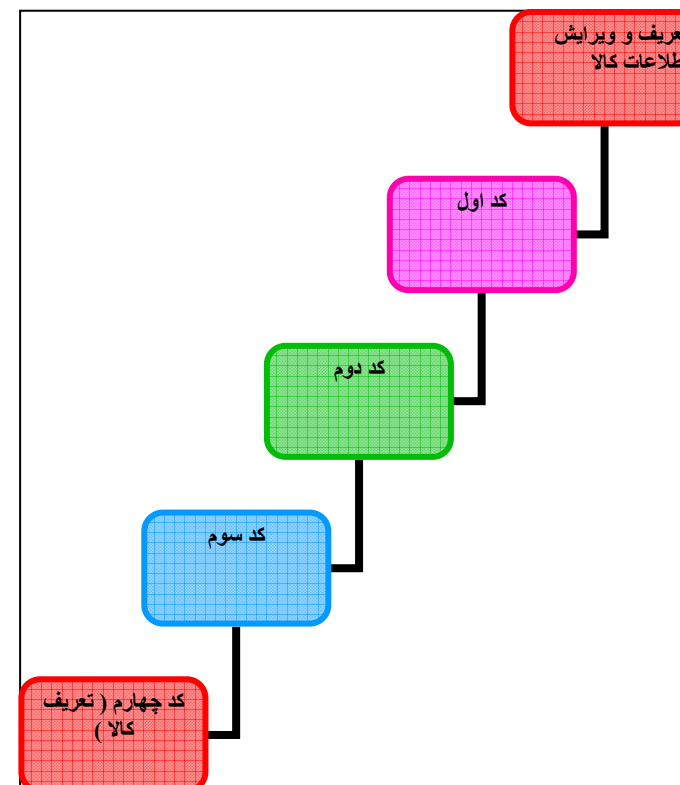 عریف و ویرایش
طلاعات کالا
کد اول
کد دوم
کد سوم
کد چهارم ( تعریف
کالا )